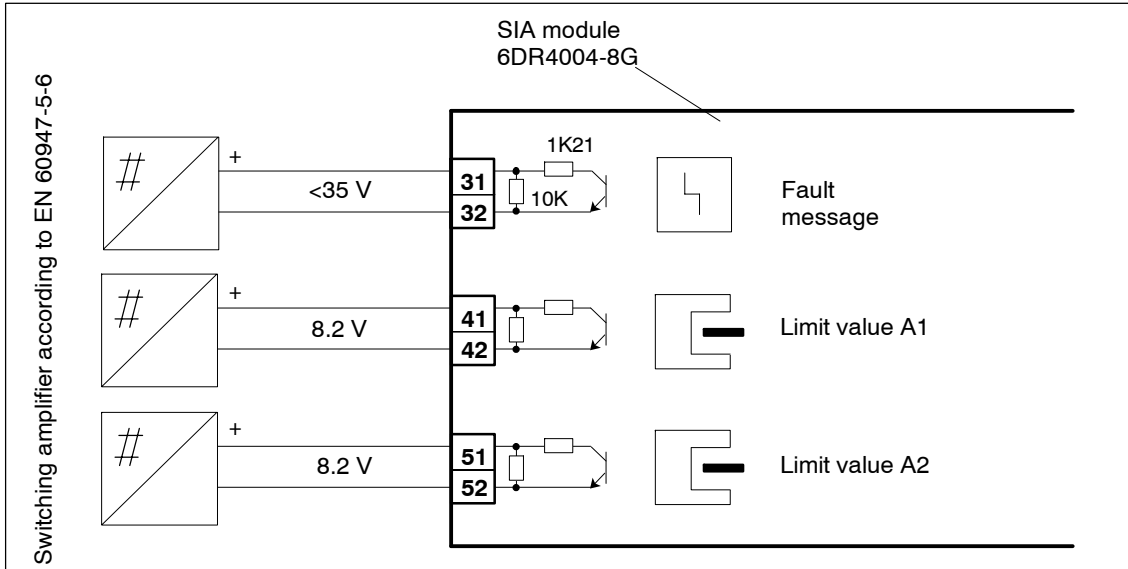 SIA module
6DR4004-8G
Switching amplifier according to EN 60947-5-6
#
+
<35 V
31
32
1K21
10K
Fault
message
#
+
8.2 V
41
42
Limit value A1
#
+
8.2 V
51
52
Limit value A2